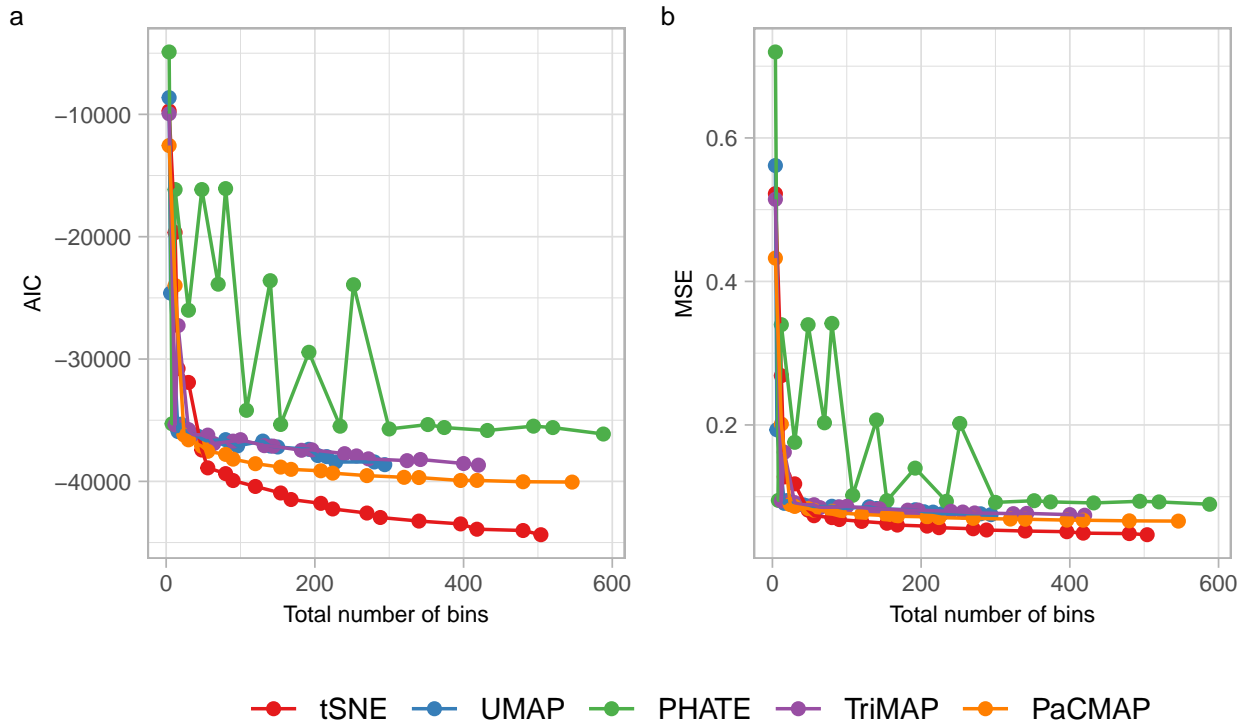 a
b
AIC
−10000
−20000
−30000
−40000
0
200
400
600
Total number of bins
MSE
0.6
0.4
0.2
0
200
400
600
Total number of bins
tSNE
UMAP
PHATE
TriMAP
PaCMAP